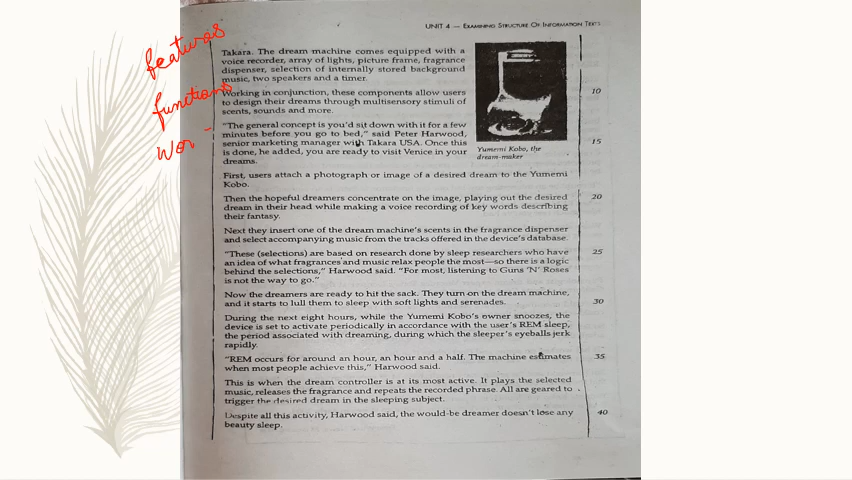 UNIT 4 — EXAMINING STRUCTURE OF INFORMATION TEXTS
features
functions
wor -
Takara. The dream machine comes equipped with a
voice recorder, array of lights, picture frame, fragrance
dispenser, selection of internally stored background
music, two speakers and a timer.
Working in conjunction, these components allow users
to design their dreams through multisensory stimuli of
scents, sounds and more.
10
"The general concept is you'd sit down with it for a few
minutes before you go to bed," said Peter Harwood,
senior marketing manager with Takara USA. Once this
is done, he added, you are ready to visit Venice in your
dreams.
15
Yumemi Kobo, the
dream-maker
First, users attach a photograph or image of a desired dream to the Yumemi
Kobo.
Then the hopeful dreamers concentrate on the image, playing out the desired
dream in their head while making a voice recording of key words describing
their fantasy.
20
Next they insert one of the dream machine's scents in the fragrance dispenser
and select accompanying music from the tracks offered in the device's database.
"These (selections) are based on research done by sleep researchers who have
an idea of what fragrances and music relax people the most—so there is a logic
behind the selections," Harwood said. "For most, listening to Guns 'N' Roses
is not the way to go."
25
Now the dreamers are ready to hit the sack. They turn on the dream machine,
and it starts to lull them to sleep with soft lights and serenades.
30
During the next eight hours, while the Yumemi Kobo's owner snoozes, the
device is set to activate periodically in accordance with the user's REM sleep,
the period associated with dreaming, during which the sleeper's eyeballs jerk
rapidly.
"REM occurs for around an hour, an hour and a half. The machine estimates
when most people achieve this," Harwood said.
35
This is when the dream controller is at its most active. It plays the selected
music, releases the fragrance and repeats the recorded phrase. All are geared to
trigger the desired dream in the sleeping subject.
Despite all this activity, Harwood said, the would-be dreamer doesn't lose any
beauty sleep.
40